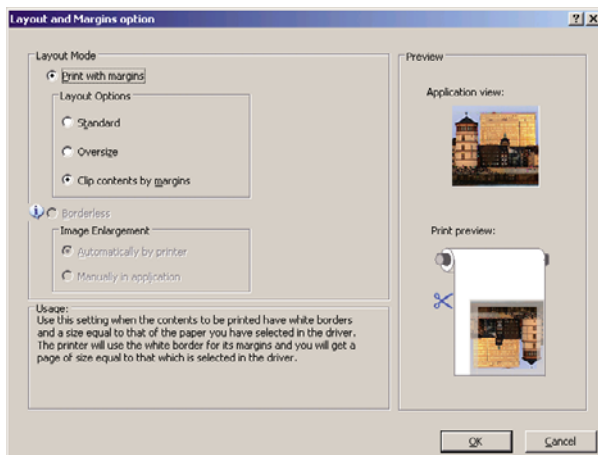 Layout and Margins option
Layout Mode
Print with margins
Layout Options
Standard
Oversize
Clip contents by margins
Borderless
Image Enlargement
Automatically by printer
Manually in application
Usage:
Use this setting when the contents to be printed have white borders
and a size equal to that of the paper you have selected in the driver.
The printer will use the white border for its margins and you will get a
page of size equal to that which is selected in the driver.
Preview
Application view:
Print preview:
OK
Cancel